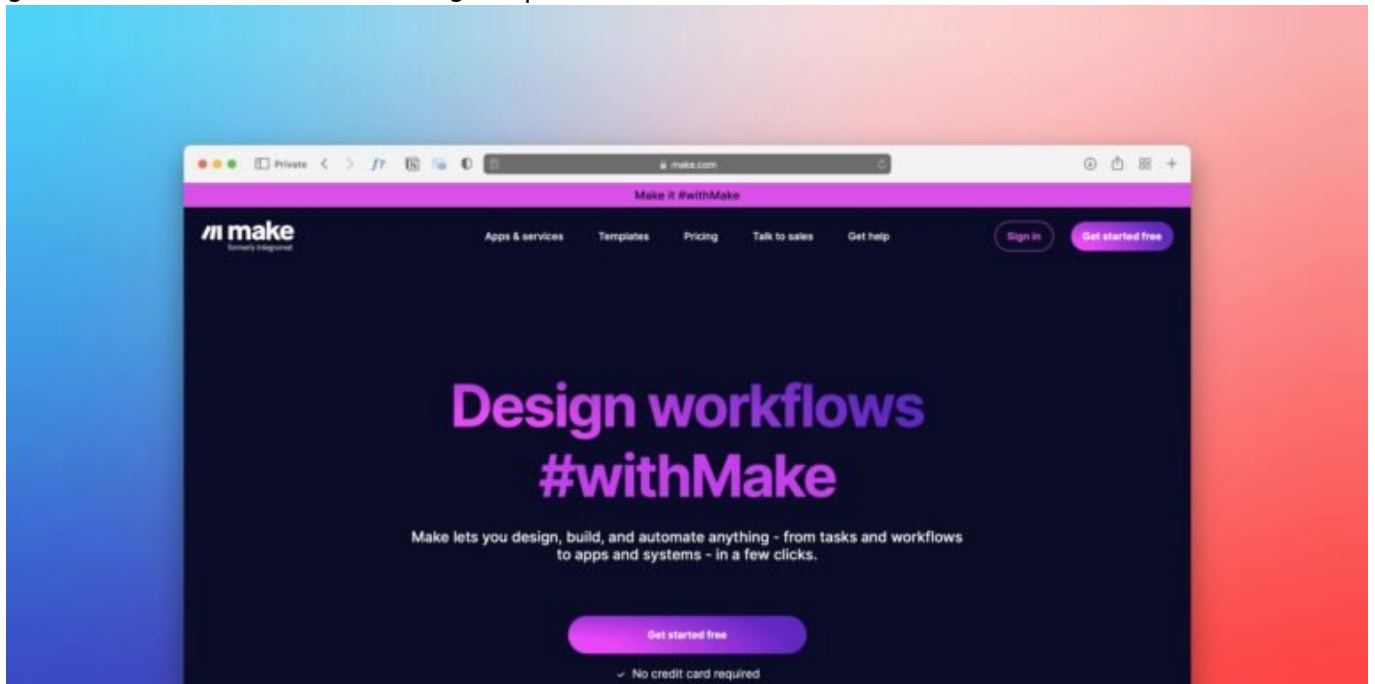 Private
make.com
Make it #withMake
make
formerly Integromat
Apps & services
Templates
Pricing
Talk to sales
Get help
Sign in
Get started free
Design workflows
#withMake
Make lets you design, build, and automate anything - from tasks and workflows
to apps and systems - in a few clicks.
Get started free
✓ No credit card required